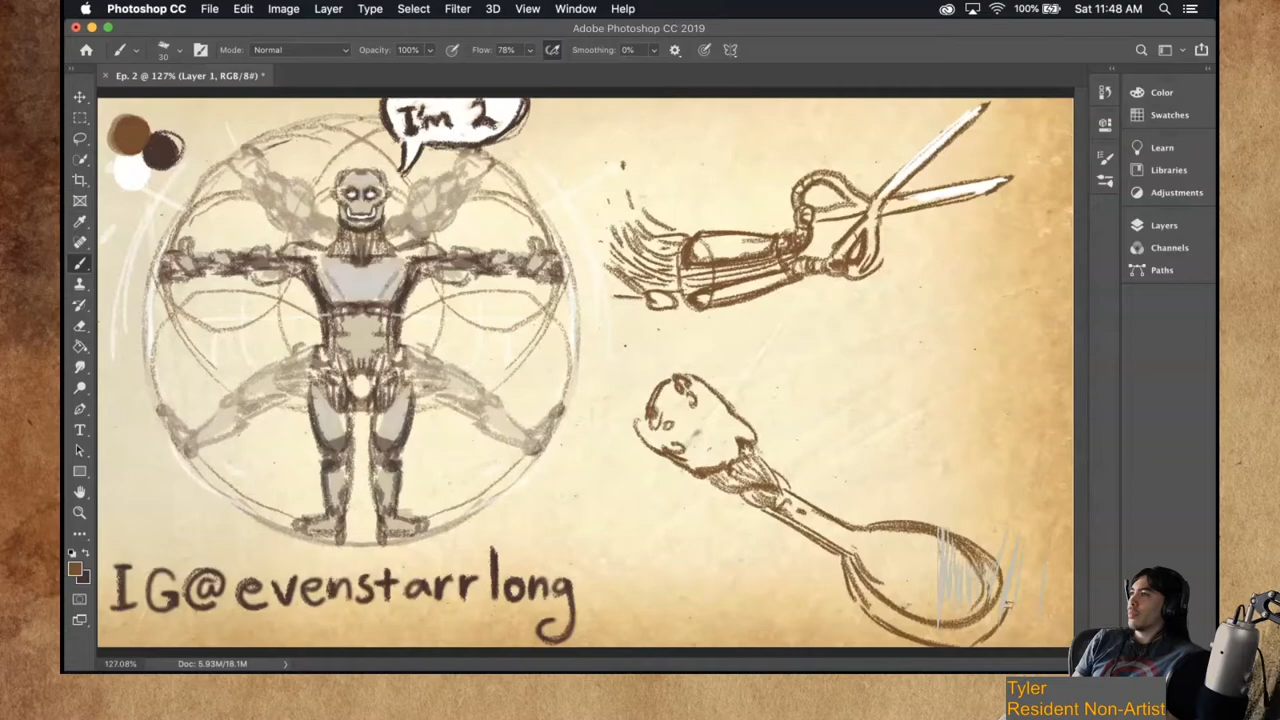 Photoshop CC File Edit Image Layer Type Select Filter 3D View Window Help 100% Sat 11:48 AM
Adobe Photoshop CC 2019
30 Mode: Normal Opacity: 100% Flow: 78% Smoothing: 0%
× Ep. 2 @ 127% (Layer 1, RGB/8#) *
Color
Swatches
Learn
Libraries
Adjustments
Layers
Channels
Paths
I'm 2
IG@evenstarrlong
127.08% Doc: 5.93M/18.1M
Tyler
Resident Non-Artist